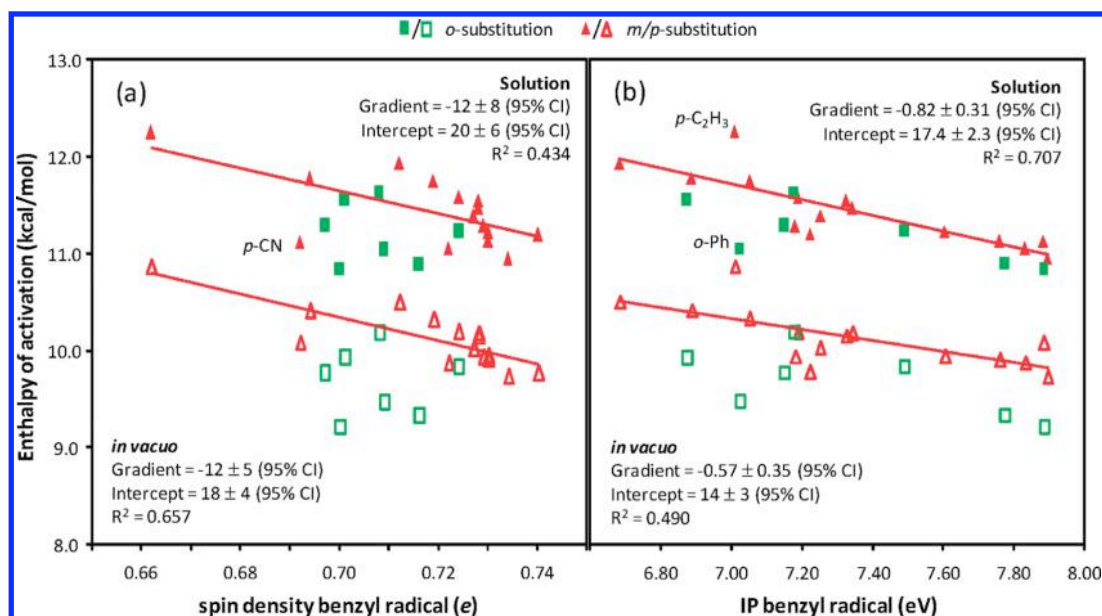 o-substitution m/p-substitution
Enthalpy of activation (kcal/mol)
13.0
12.0
11.0
10.0
9.0
8.0
(a)
Solution
Gradient = -12 ± 8 (95% CI)
Intercept = 20 ± 6 (95% CI)
R² = 0.434
p-CN
in vacuo
Gradient = -12 ± 5 (95% CI)
Intercept = 18 ± 4 (95% CI)
R² = 0.657
0.66 0.68 0.70 0.72 0.74
spin density benzyl radical (e)
(b)
Solution
Gradient = -0.82 ± 0.31 (95% CI)
Intercept = 17.4 ± 2.3 (95% CI)
R² = 0.707
p-C₂H₃
o-Ph
in vacuo
Gradient = -0.57 ± 0.35 (95% CI)
Intercept = 14 ± 3 (95% CI)
R² = 0.490
6.80 7.00 7.20 7.40 7.60 7.80 8.00
IP benzyl radical (eV)